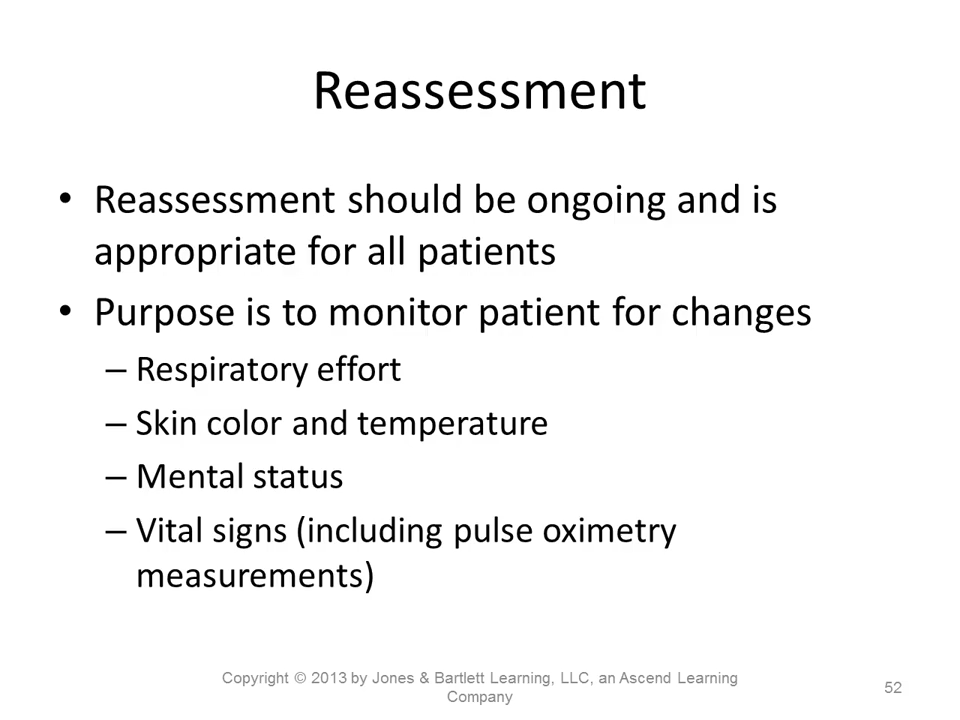 Reassessment
• Reassessment should be ongoing and is
appropriate for all patients
• Purpose is to monitor patient for changes
– Respiratory effort
– Skin color and temperature
– Mental status
– Vital signs (including pulse oximetry
measurements)
Copyright © 2013 by Jones & Bartlett Learning, LLC, an Ascend Learning
Company
52